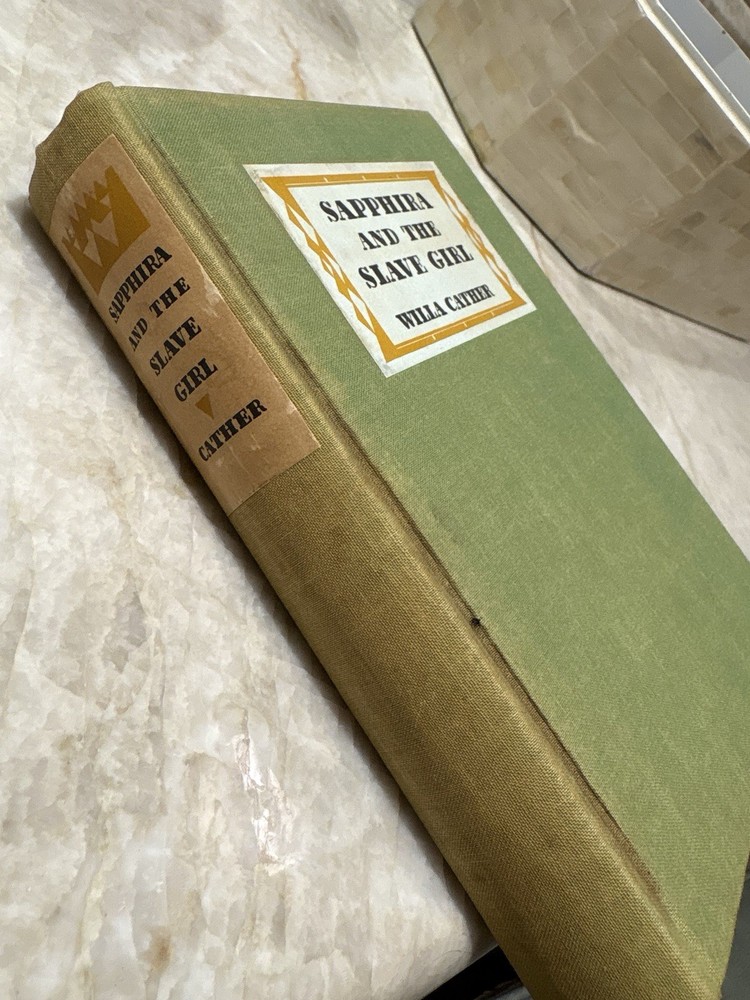 SAPPHIRA
AND THE
SLAVE GIRL
WILLA CATHER
SAPPHIRA
AND THE
SLAVE
GIRL
CATHER